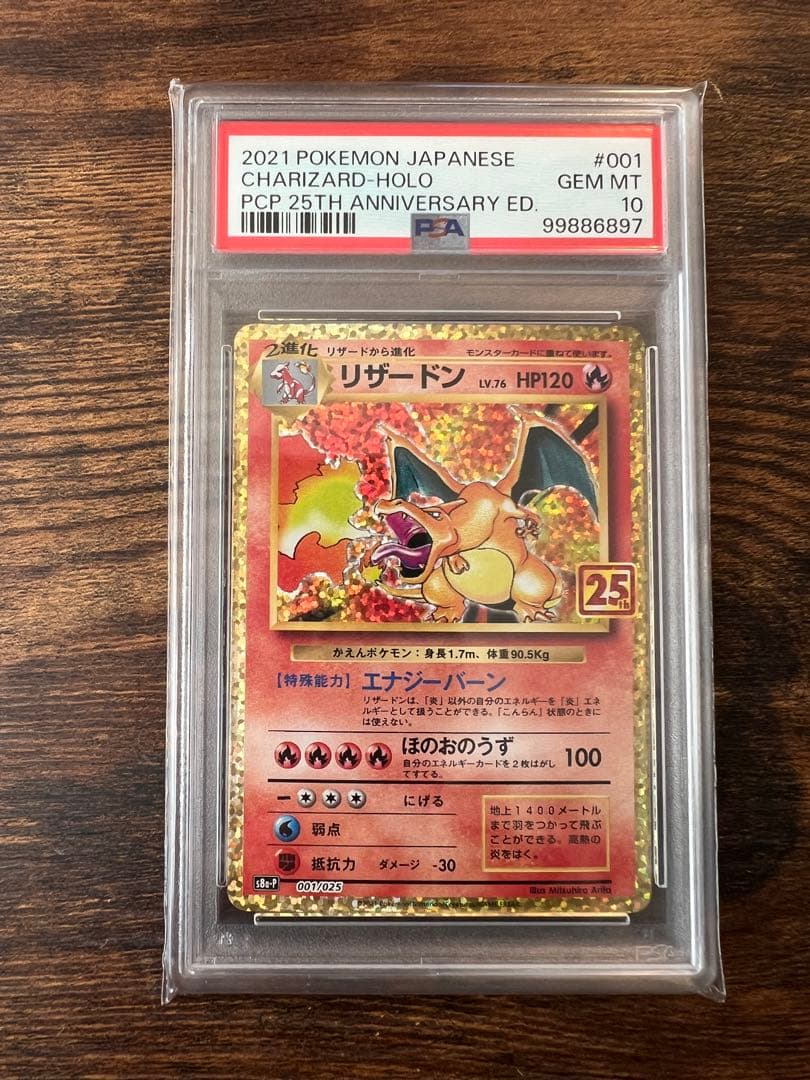 2021 POKEMON JAPANESE #001
CHARIZARD-HOLO GEM MT
PCP 25TH ANNIVERSARY ED. 10
PSA 99886897
2進化 リザードから進化 モンスターカードに重ねて使います。
リザードン LV.76 HP120
25th
かえんポケモン:身長1.7m、体重90.5Kg
【特殊能力】エナジーバーン
リザードンは、「炎」以外の自分のエネルギーを「炎」エネ
ルギーとして扱うことができる。「こんらん」状態のときに
は使えない。
ほのおのうず 100
自分のエネルギーカードを2枚はがし
てすてる。
ー にげる
弱点
抵抗力 ダメージ -30
地上1400メートル
まで羽をつかって飛ぶ
ことができる。高熱の
炎をはく。
s8a-P 001/025
Illus Mitsuhiro Arita
PSA